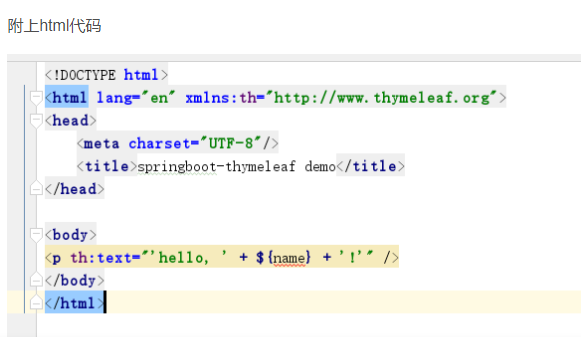 附上html代码
<!DOCTYPE html>
<html lang="en" xmlns:th="http://www.thymeleaf.org">
<head>
    <meta charset="UTF-8"/>
    <title>springboot-thymeleaf demo</title>
</head>
<body>
<p th:text="'hello, ' + ${name} + '!'" />
</body>
</html>